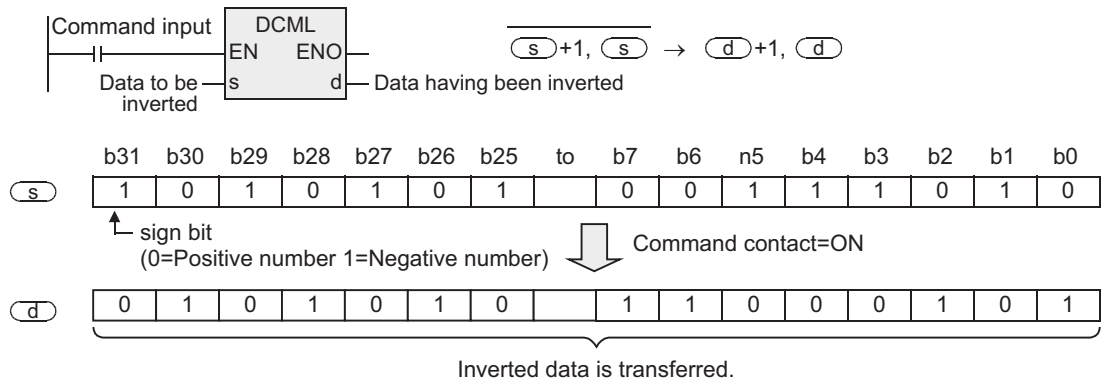 Command input
DCML
EN ENO
s d
Data to be inverted
Data having been inverted
s +1, s → d +1, d
b31 b30 b29 b28 b27 b26 b25 to b7 b6 n5 b4 b3 b2 b1 b0
s 1 0 1 0 1 0 1 0 0 1 1 1 0 1 0
sign bit
(0=Positive number 1=Negative number)
Command contact=ON
d 0 1 0 1 0 1 0 1 1 0 0 0 1 0 1
Inverted data is transferred.